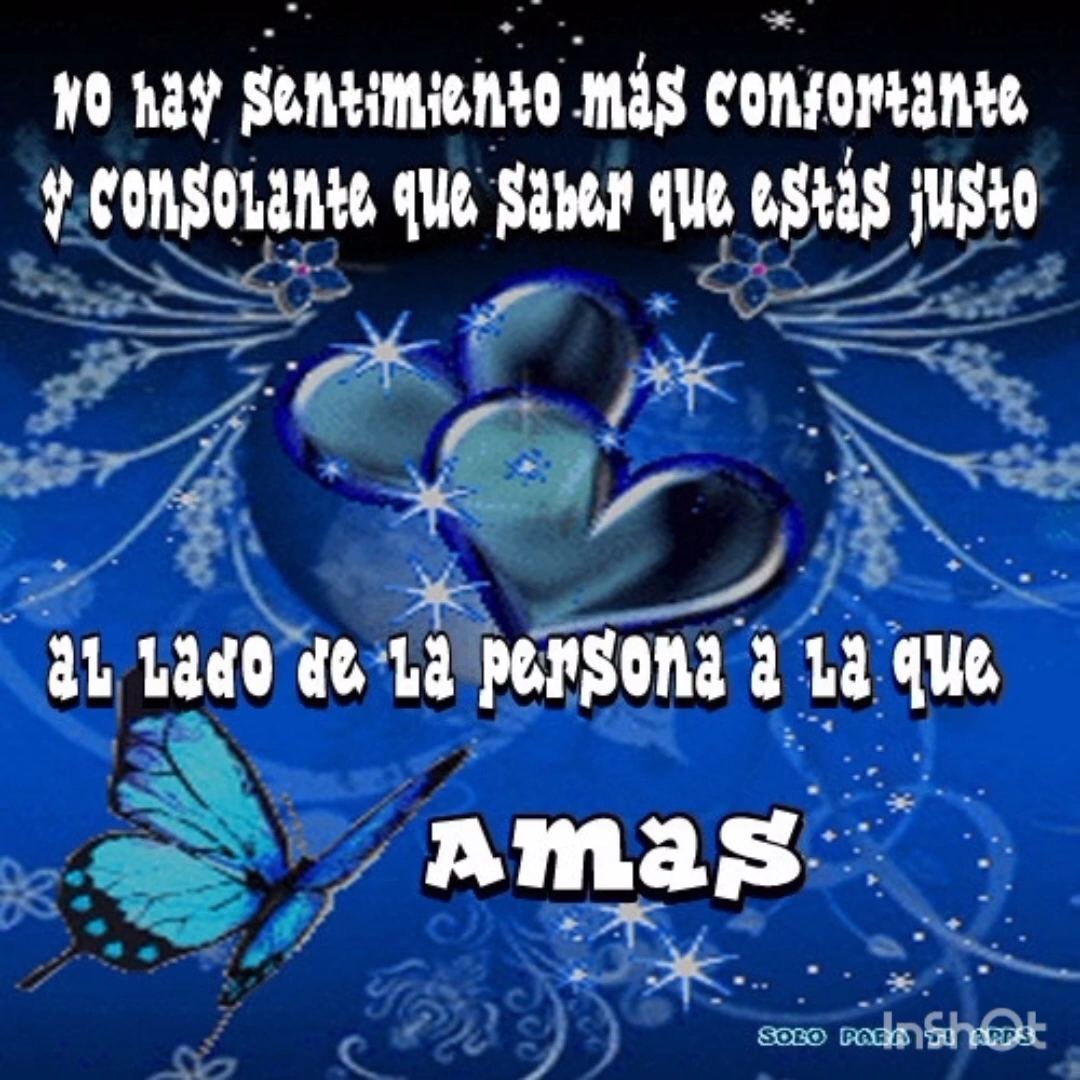 No hay sentimiento más confortante
y consolante que saber que estás justo
al lado de la persona a la que
Amas
SOLO PARA TI APPS
InShOt